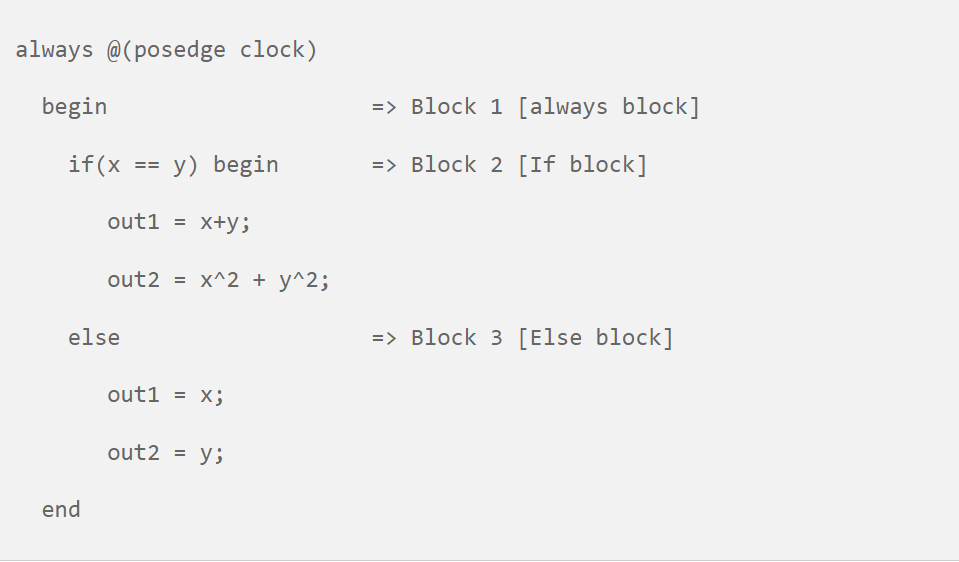 always @(posedge clock)
begin => Block 1 [always block]
if(x == y) begin => Block 2 [If block]
out1 = x+y;
out2 = x^2 + y^2;
else => Block 3 [Else block]
out1 = x;
out2 = y;
end